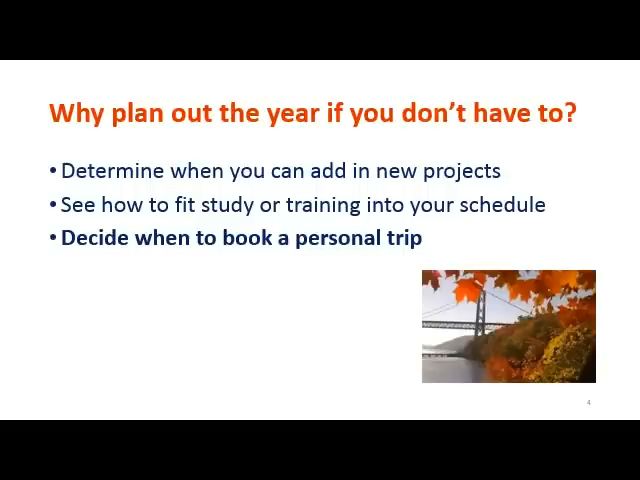 Why plan out the year if you don’t have to?
• Determine when you can add in new projects
• See how to fit study or training into your schedule
• Decide when to book a personal trip
4